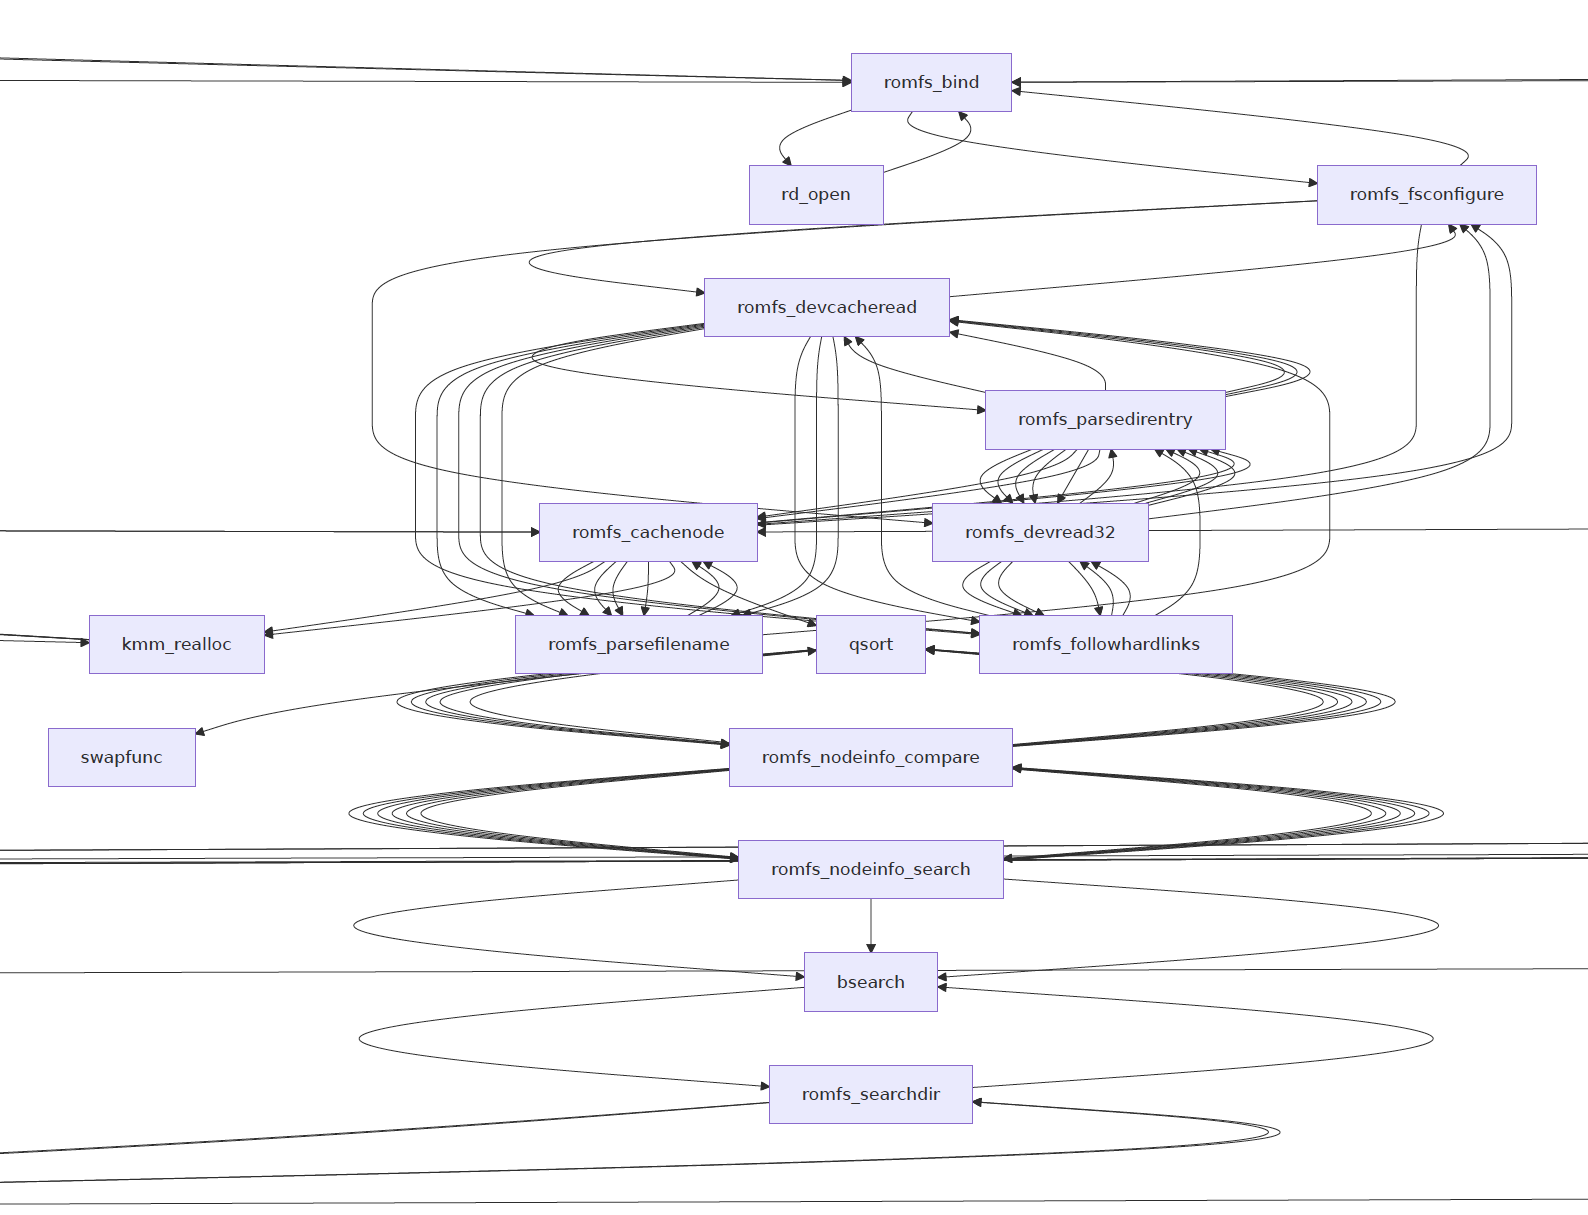 romfs_bind
rd_open
romfs_fsconfigure
romfs_devcacheread
romfs_parsedirentry
romfs_cachenode
romfs_devread32
kmm_realloc
romfs_parsefilename
qsort
romfs_followhardlinks
swapfunc
romfs_nodeinfo_compare
romfs_nodeinfo_search
bsearch
romfs_searchdir